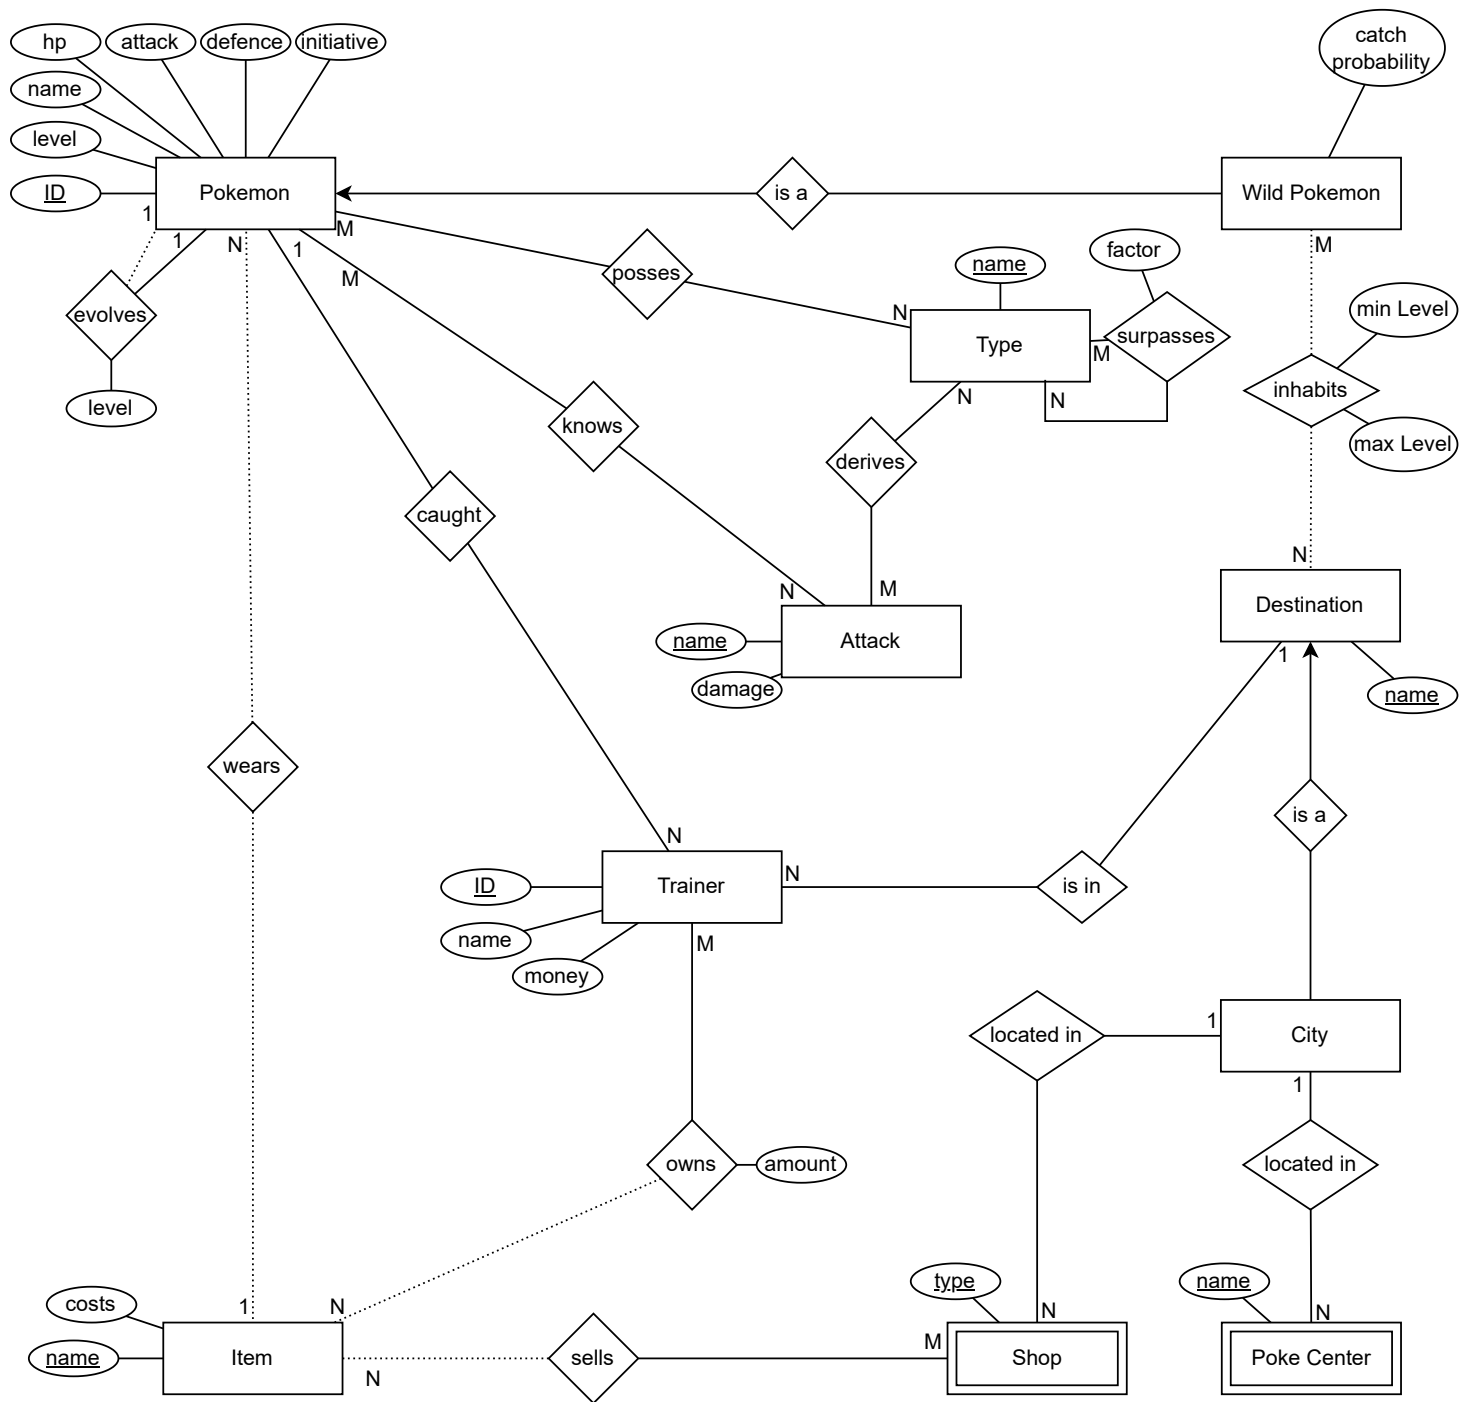 hp
attack
defence
initiative
catch
probability
name
level
ID
Pokemon
is a
Wild Pokemon
1
1
N
1
M
M
M
posses
name
factor
evolves
N
Type
M
surpasses
min Level
level
N
N
inhabits
knows
derives
max Level
caught
N
N
M
Destination
name
Attack
1
damage
name
wears
is a
N
ID
Trainer
N
is in
name
M
money
located in
1
City
1
owns
amount
located in
costs
1
N
type
N
name
N
name
Item
N
sells
M
Shop
Poke Center